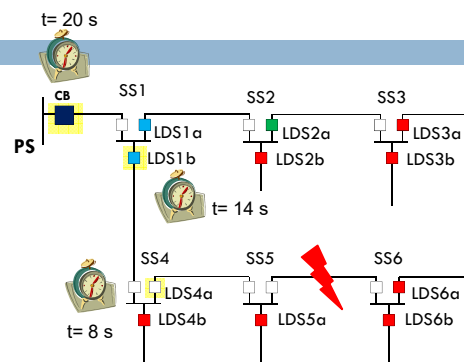 t= 20 s
CB
SS1
SS2
SS3
LDS1a
LDS2a
LDS3a
PS
LDS1b
LDS2b
LDS3b
t= 14 s
SS4
SS5
SS6
LDS4a
LDS6a
t= 8 s
LDS4b
LDS5a
LDS6b